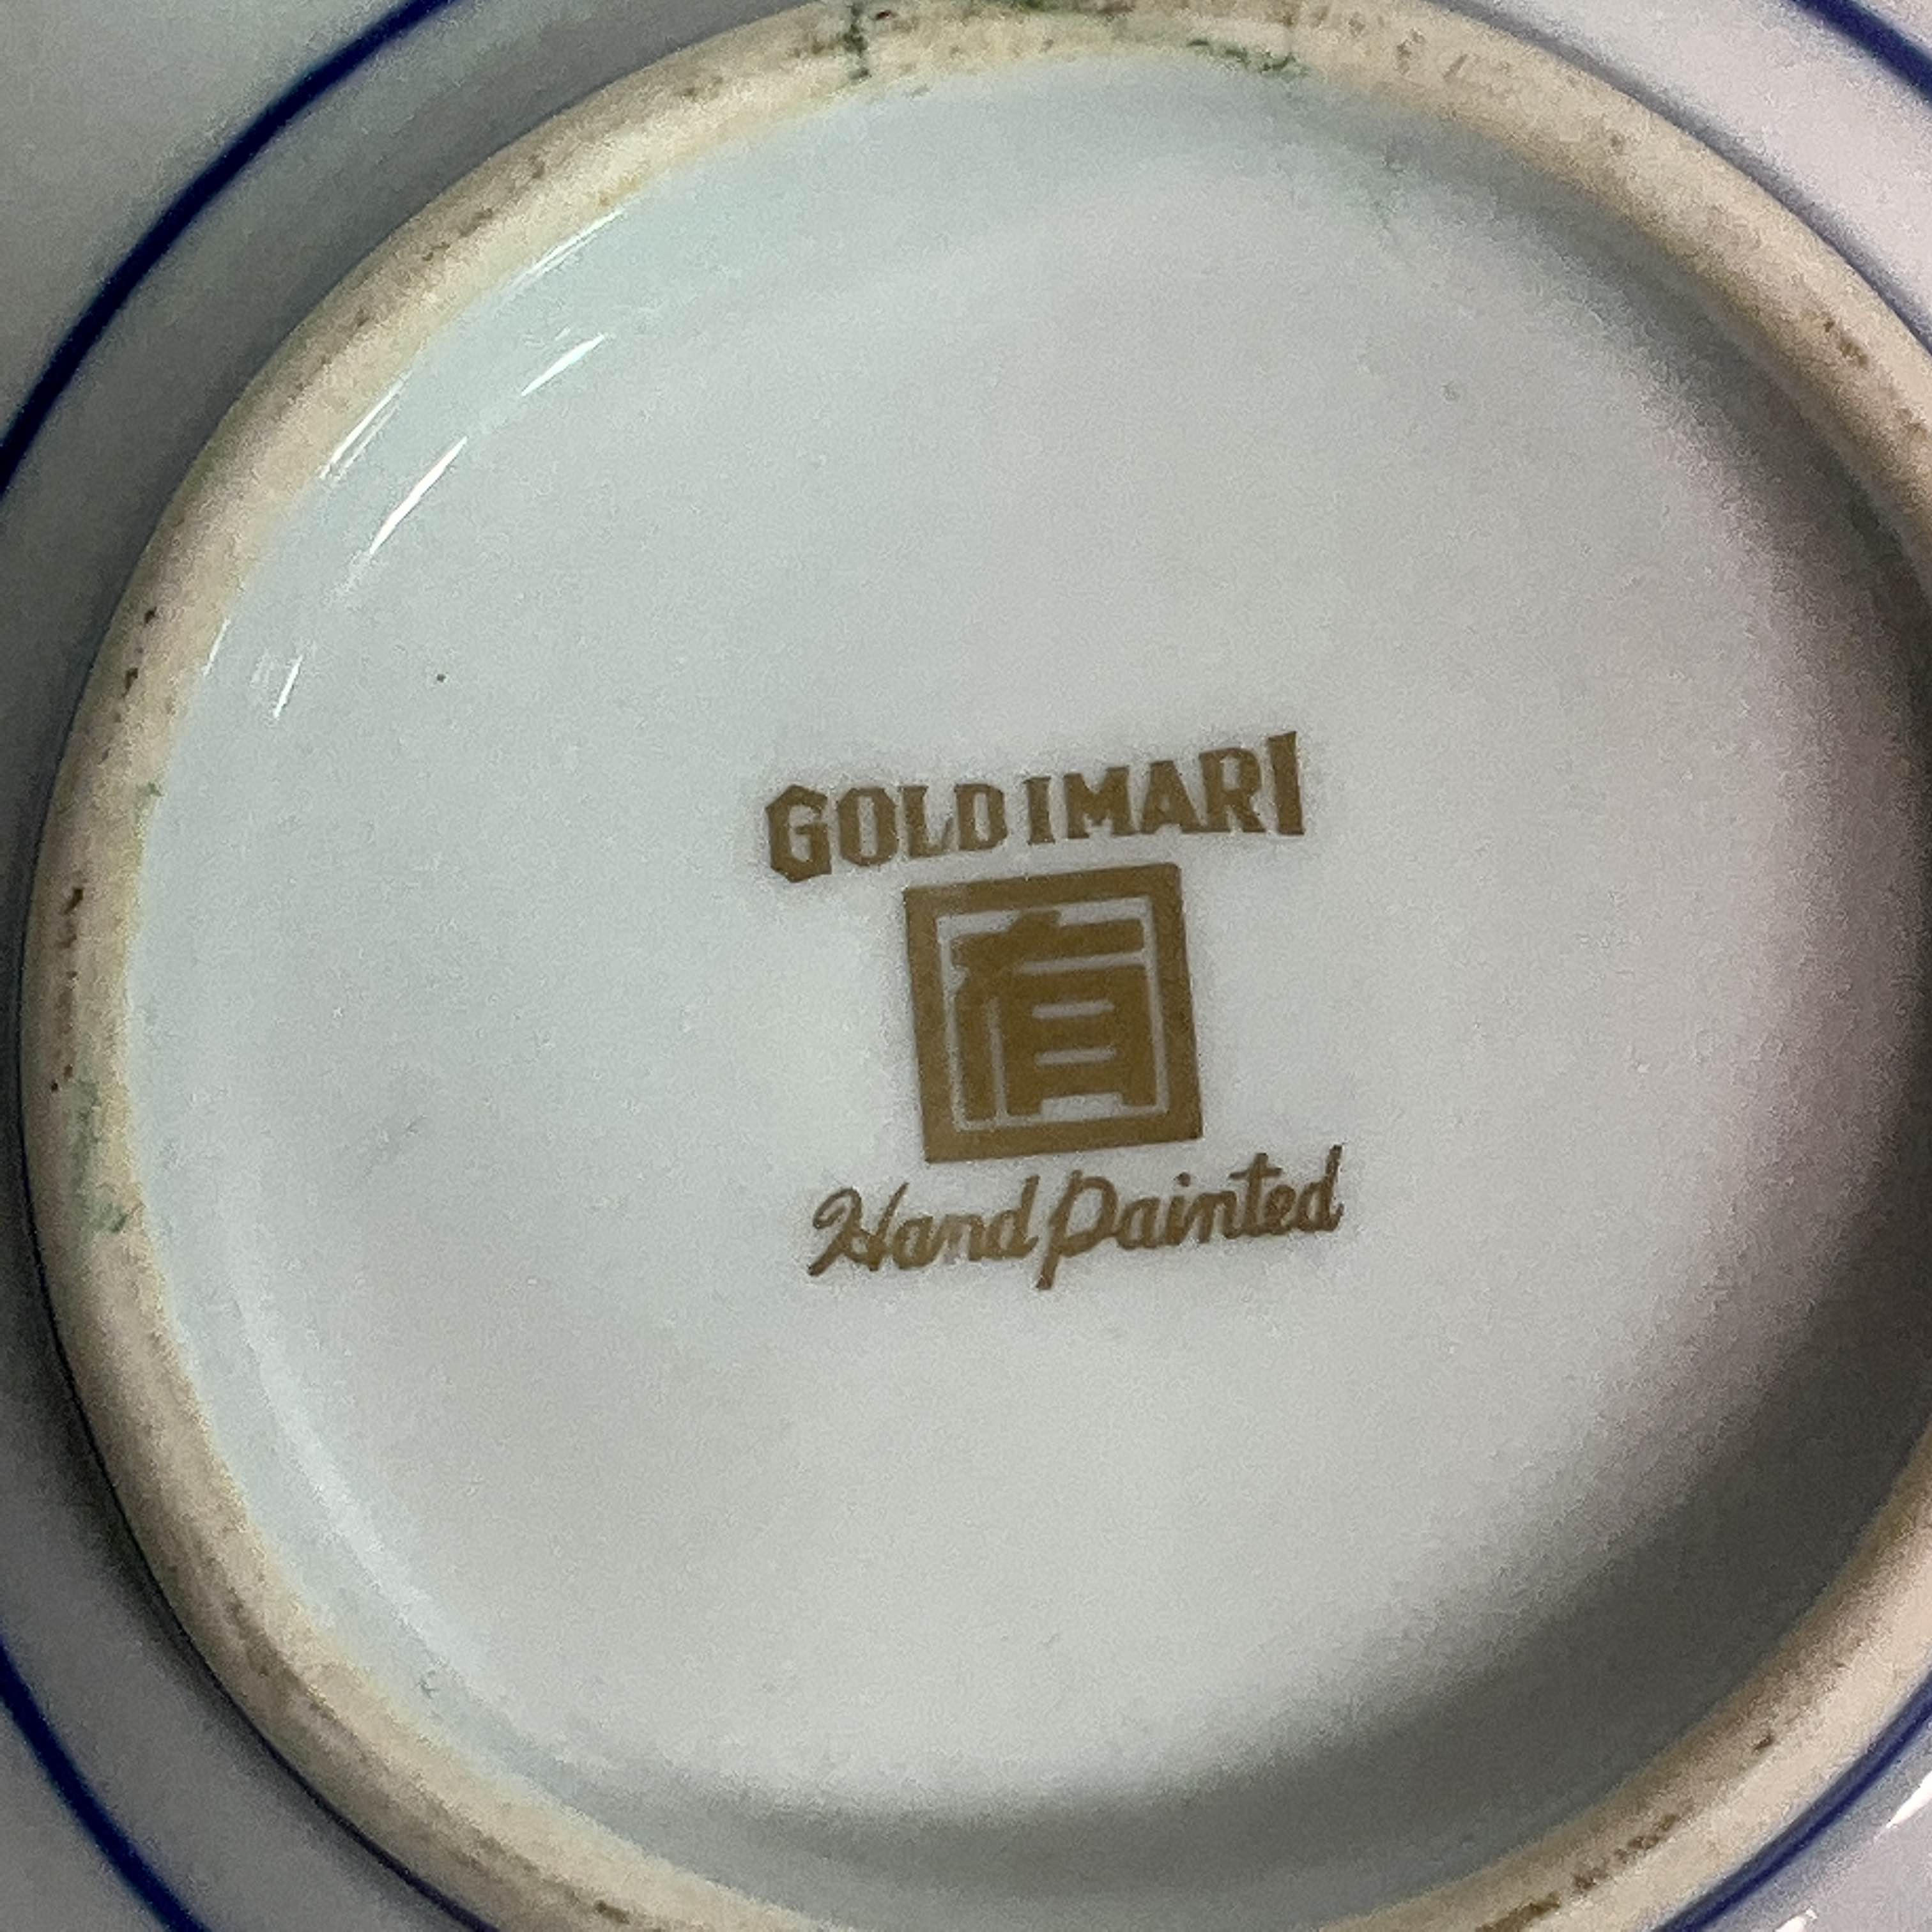 GOLD IMARI
有
Hand Painted